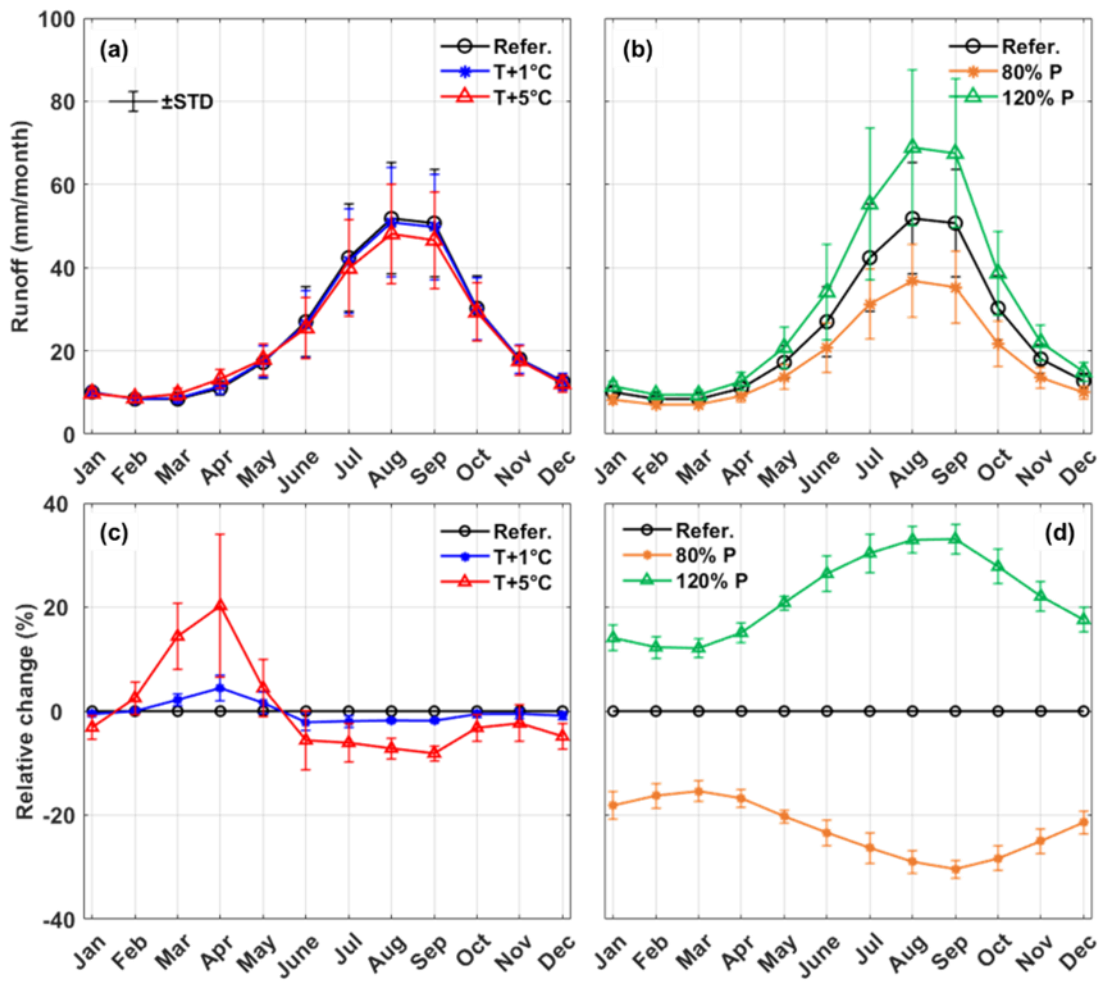 100
80
60
40
20
0
Runoff (mm/month)
(a)
±STD
Refer.
T+1°C
T+5°C
Jan Feb Mar Apr May June Jul Aug Sep Oct Nov Dec
(b)
Refer.
80% P
120% P
Jan Feb Mar Apr May June Jul Aug Sep Oct Nov Dec
40
20
0
-20
-40
Relative change (%)
(c)
Refer.
T+1°C
T+5°C
Jan Feb Mar Apr May June Jul Aug Sep Oct Nov Dec
Refer.
80% P
120% P
(d)
Jan Feb Mar Apr May June Jul Aug Sep Oct Nov Dec